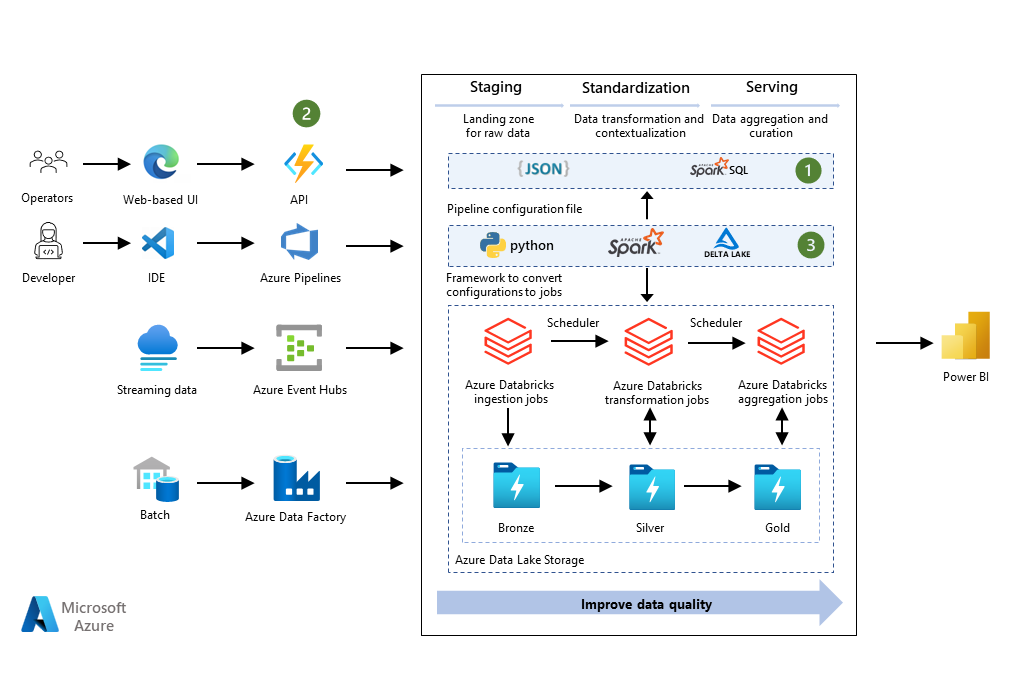 Staging
Standardization
Serving
Landing zone
for raw data
Data transformation and
contextualization
Data aggregation and
curation
2
{JSON}
APACHE
Spark SQL
1
Operators
Web-based UI
API
Pipeline configuration file
python
APACHE
Spark
DELTA LAKE
3
Developer
IDE
Azure Pipelines
Framework to convert
configurations to jobs
Scheduler
Scheduler
Streaming data
Azure Event Hubs
Azure Databricks
ingestion jobs
Azure Databricks
transformation jobs
Azure Databricks
aggregation jobs
Power BI
Batch
Azure Data Factory
Bronze
Silver
Gold
Azure Data Lake Storage
Improve data quality
Microsoft
Azure